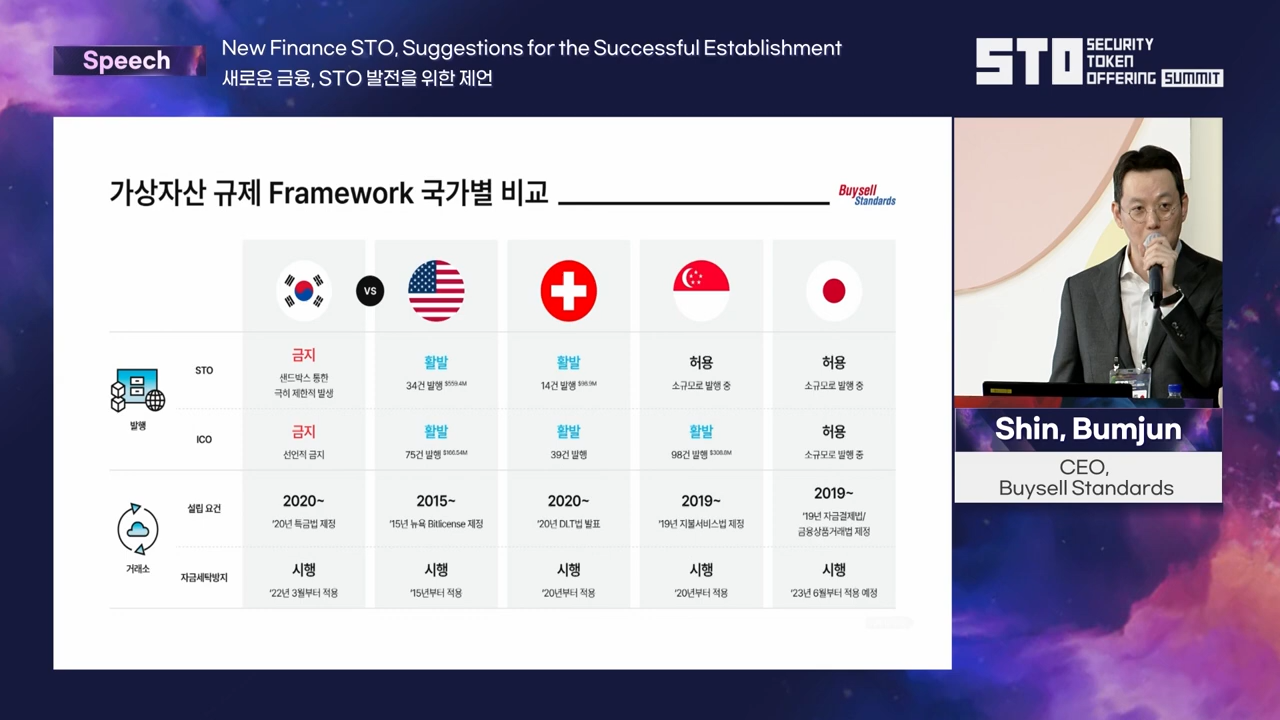 Speech
New Finance STO, Suggestions for the Successful Establishment
새로운 금융, STO 발전을 위한 제언
STO SECURITY
TOKEN
OFFERING SUMMIT
가상자산 규제 Framework 국가별 비교
Buysell
Standards
VS
발행
STO
금지
샌드박스 통한
극히 제한적 발생
활발
34건 발행 $559.4M
활발
14건 발행
허용
소규모로 발행 중
허용
소규모로 발행 중
ICO
금지
선언적 금지
활발
75건 발행 $166.54M
활발
39건 발행
활발
98건 발행 $308.8M
허용
소규모로 발행 중
거래소
설립 요건
2020~
'20년 특금법 제정
2015~
'15년 뉴욕 Bitlicense 제정
2020~
'20년 DLT법 발표
2019~
'19년 지불서비스법 제정
2019~
'19년 자금결제법/
금융상품거래법 제정
자금세탁방지
시행
'22년 3월부터 적용
시행
'15년부터 적용
시행
'20년부터 적용
시행
'20년부터 적용
시행
'23년 6월부터 적용 예정
Shin, Bumjun
CEO,
Buysell Standards